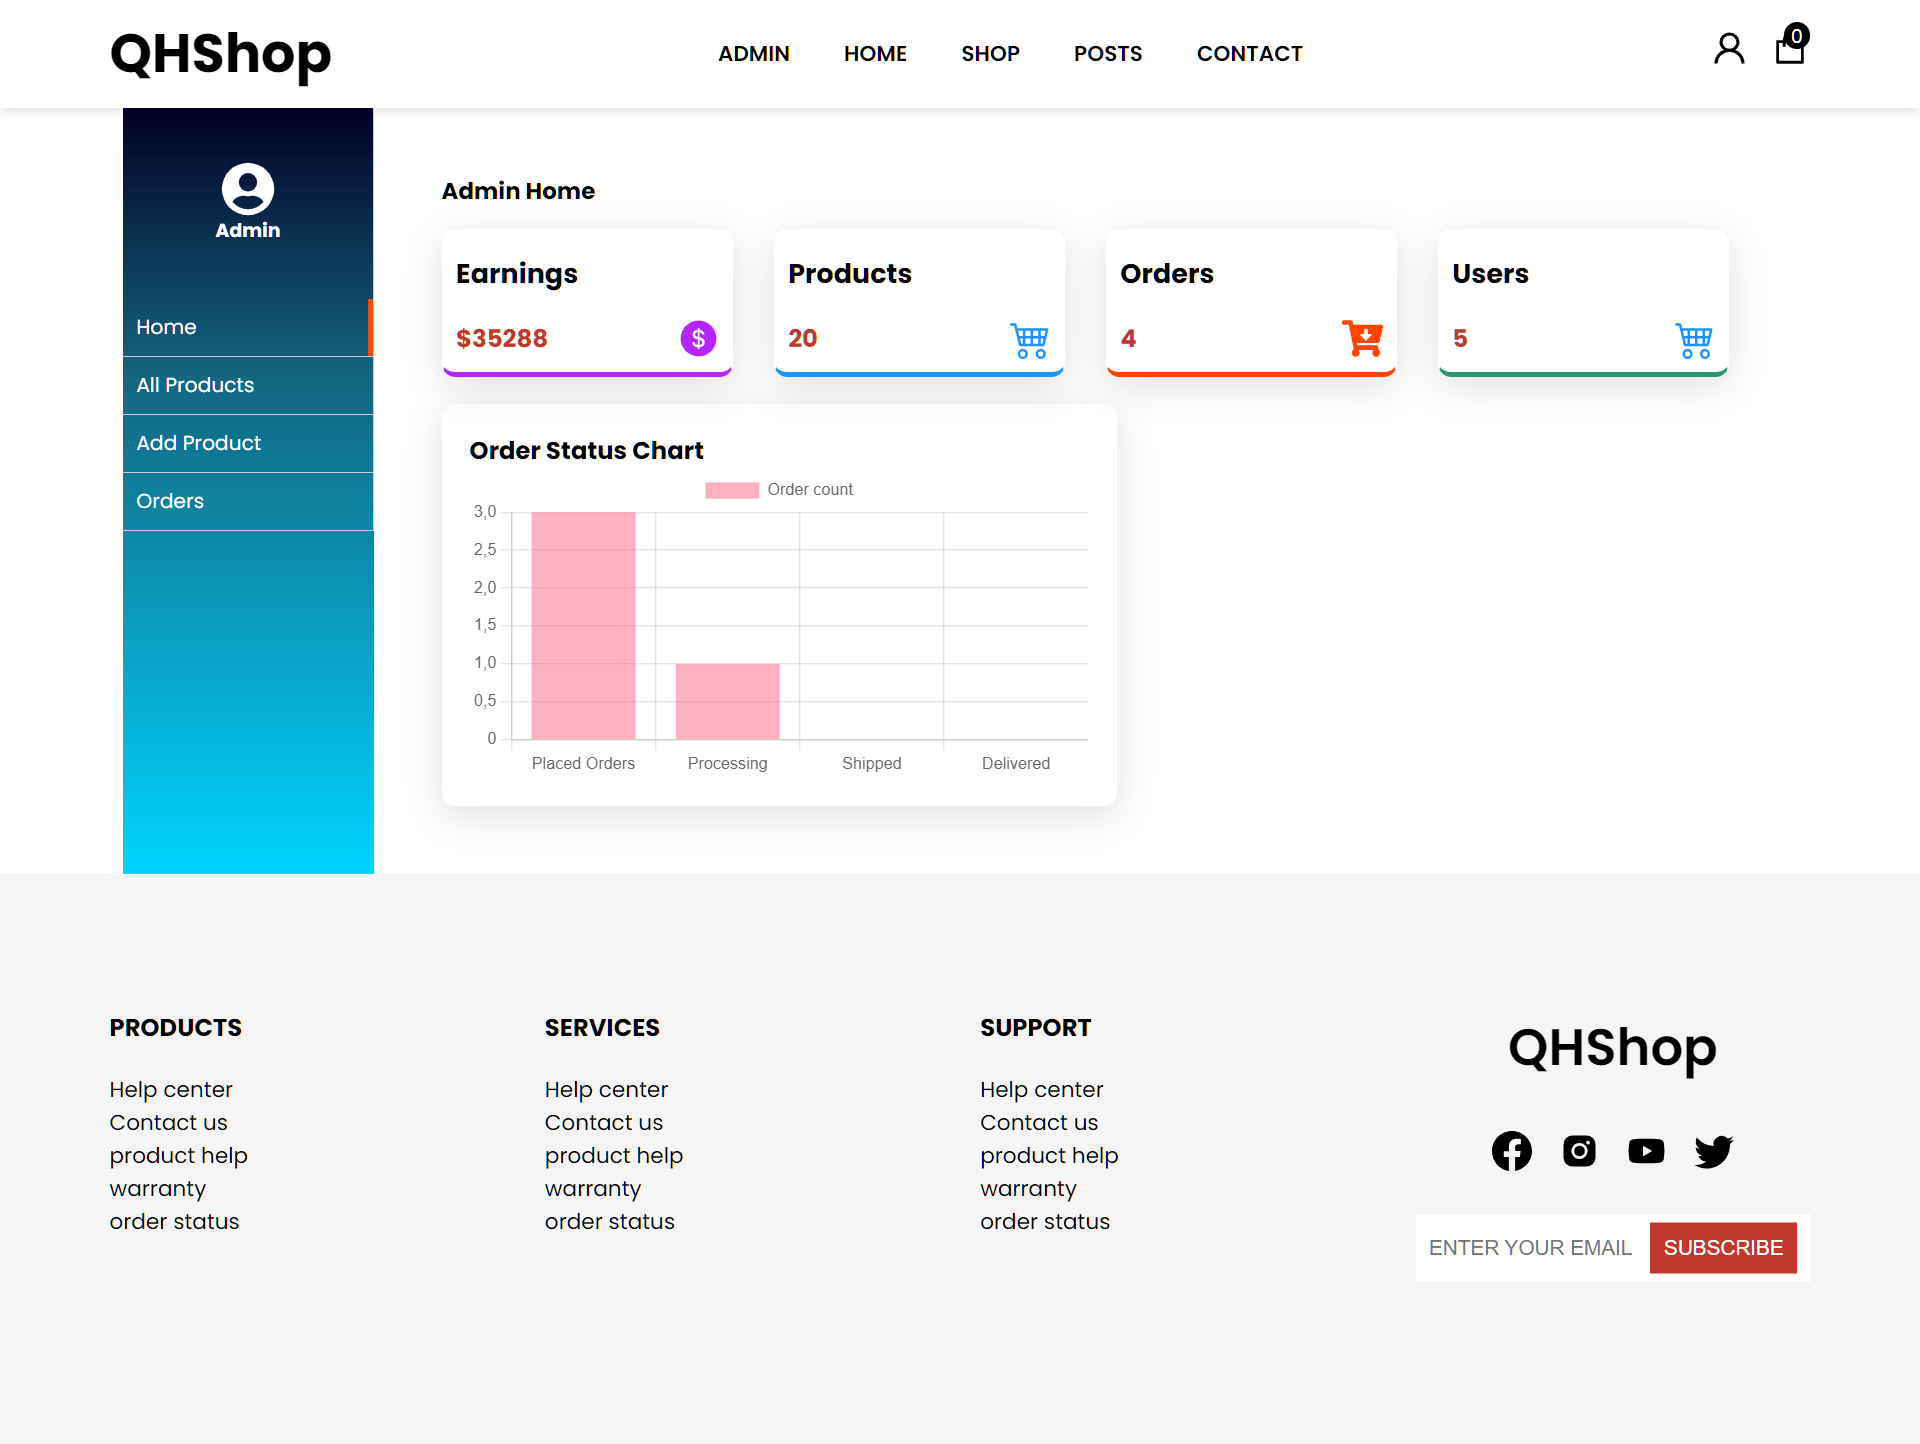 QHShop
ADMIN HOME SHOP POSTS CONTACT
0
Admin
Home
All Products
Add Product
Orders
Admin Home
Earnings
$35288
$
Products
20
Orders
4
Users
5
Order Status Chart
Order count
3,0
2,5
2,0
1,5
1,0
0,5
0
Placed Orders Processing Shipped Delivered
PRODUCTS
Help center
Contact us
product help
warranty
order status
SERVICES
Help center
Contact us
product help
warranty
order status
SUPPORT
Help center
Contact us
product help
warranty
order status
QHShop
ENTER YOUR EMAIL SUBSCRIBE